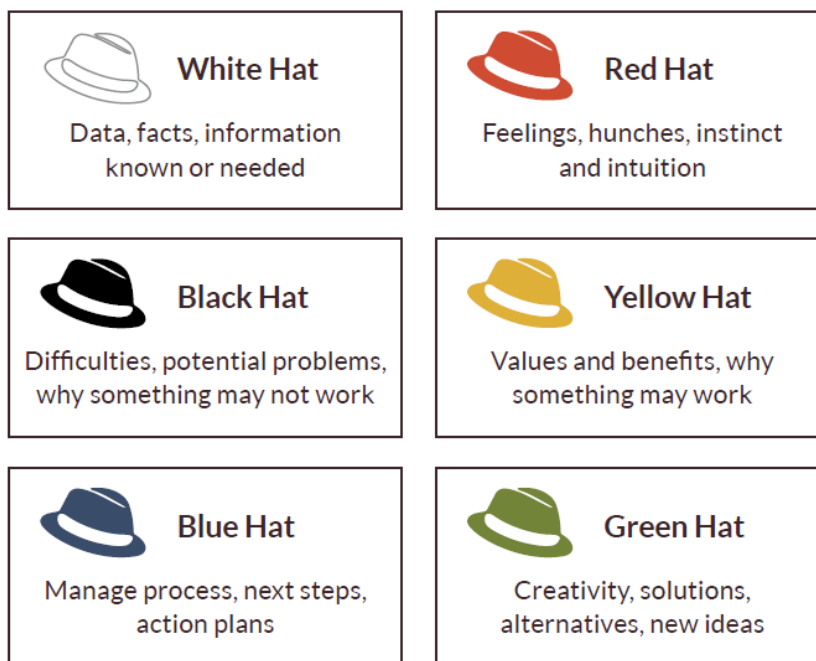 White Hat
Data, facts, information
known or needed
Red Hat
Feelings, hunches, instinct
and intuition
Black Hat
Difficulties, potential problems,
why something may not work
Yellow Hat
Values and benefits, why
something may work
Blue Hat
Manage process, next steps,
action plans
Green Hat
Creativity, solutions,
alternatives, new ideas